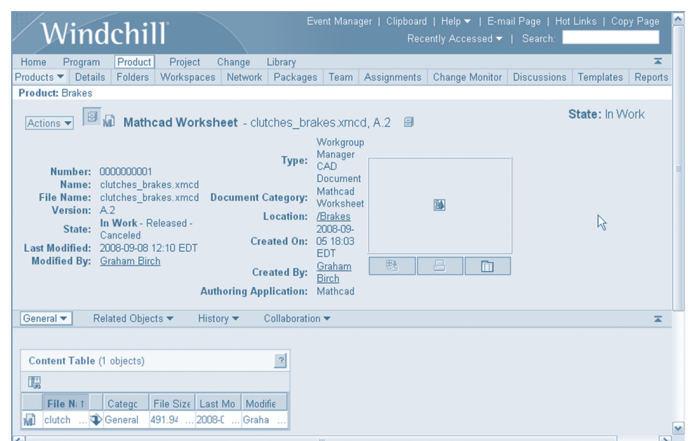 Windchill
Event Manager | Clipboard | Help | E-mail Page | Hot Links | Copy Page
Recently Accessed | Search:
Home Program Product Project Change Library
Products Details Folders Workspaces Network Packages Team Assignments Change Monitor Discussions Templates Reports
Product: Brakes
Actions Mathcad Worksheet - clutches_brakes.xmcd, A.2
State: In Work
Number: 0000000001
Name: clutches_brakes.xmcd
File Name: clutches_brakes.xmcd
Version: A.2
State: In Work - Released -
Canceled
Last Modified: 2008-09-08 12:10 EDT
Modified By: Graham Birch
Type: Workgroup
Manager
CAD
Document
Document Category: Mathcad
Worksheet
Location: /Brakes
Created On: 2008-09-
05 18:03
EDT
Created By: Graham
Birch
Authoring Application: Mathcad
General Related Objects History Collaboration
Content Table (1 objects) ?
File N Catego File Size Last Mo Modifie
clutch ... General 491.94 ... 2008-0 ... Graha ...